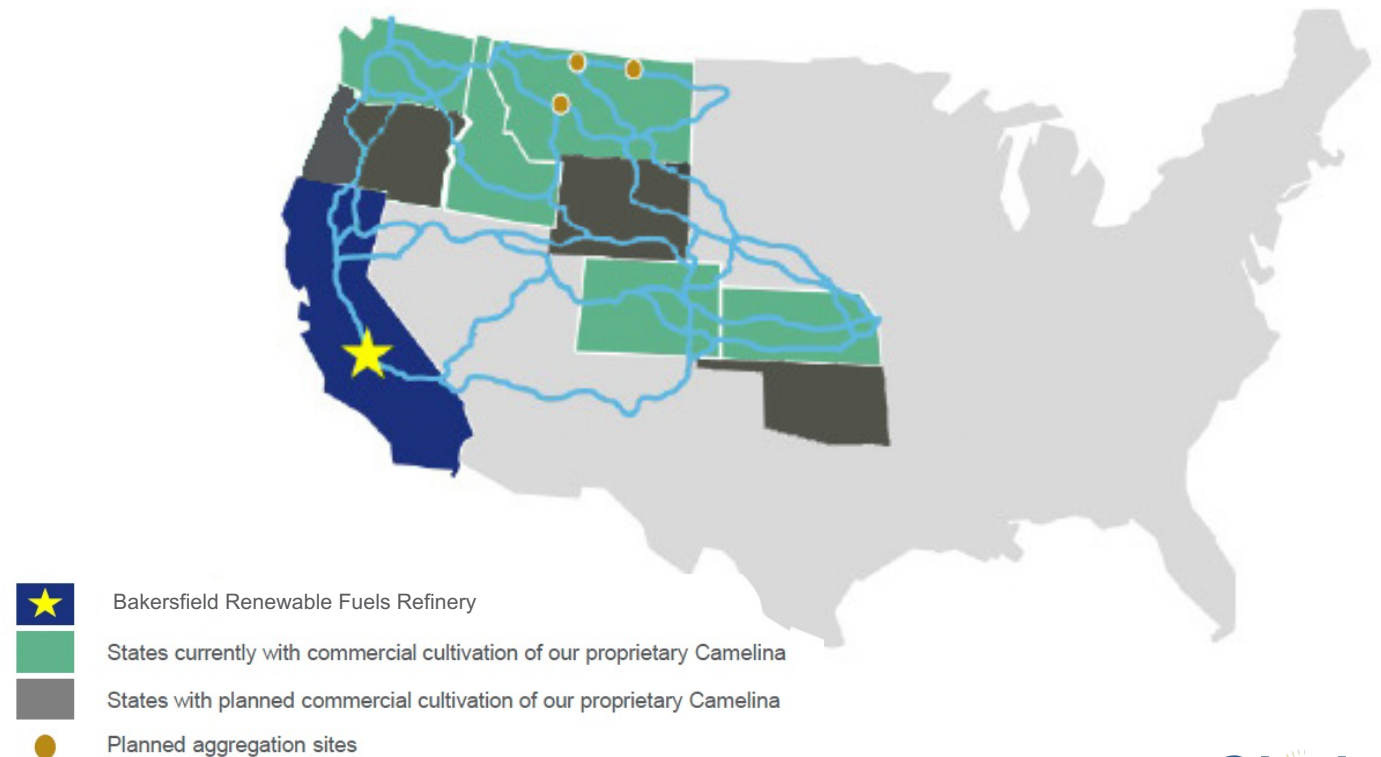 Bakersfield Renewable Fuels Refinery
States currently with commercial cultivation of our proprietary Camelina
States with planned commercial cultivation of our proprietary Camelina
Planned aggregation sites